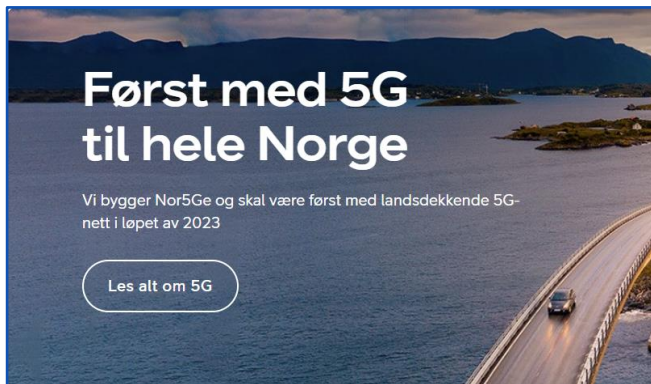 Først med 5G
til hele Norge
Vi bygger Nor5Ge og skal være først med landsdekkende 5G-
nett i løpet av 2023
Les alt om 5G